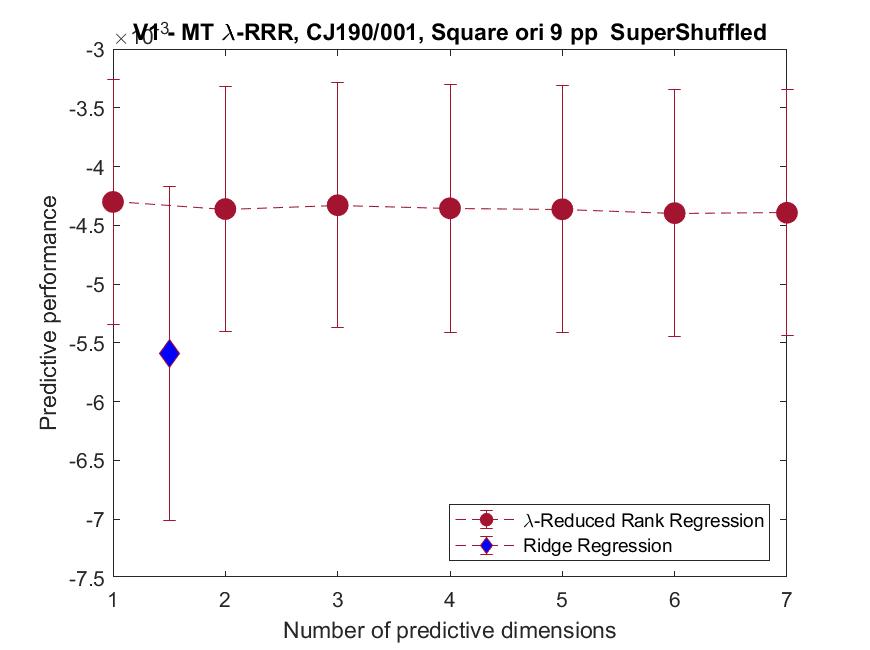 V1 - MT λ-RRR, CJ190/001, Square ori 9 pp  SuperShuffled
-3
-3.5
-4
-4.5
-5
-5.5
-6
-6.5
-7
-7.5
Predictive performance
λ-Reduced Rank Regression
Ridge Regression
1 2 3 4 5 6 7
Number of predictive dimensions